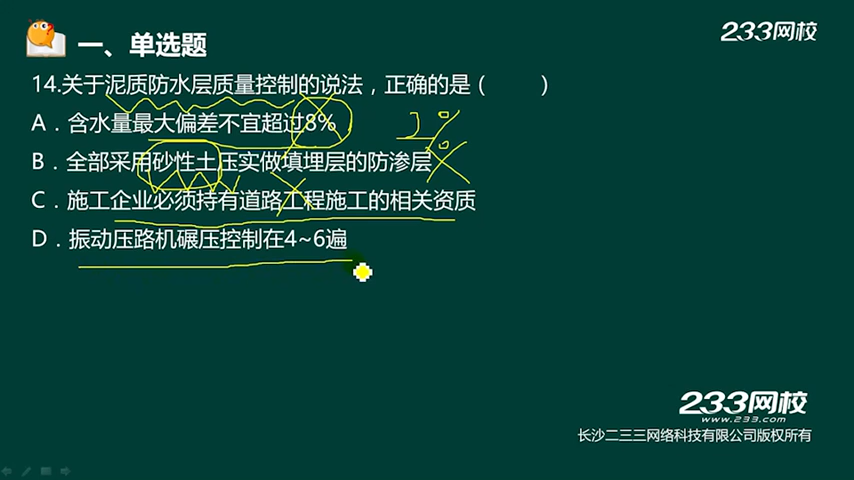 一、单选题
233网校
14.关于泥质防水层质量控制的说法，正确的是（　　）
A．含水量最大偏差不宜超过8%
B．全部采用砂性土压实做填埋层的防渗层
C．施工企业必须持有道路工程施工的相关资质
D．振动压路机碾压控制在4~6遍
233网校
www.233.com
长沙二三三网络科技有限公司版权所有